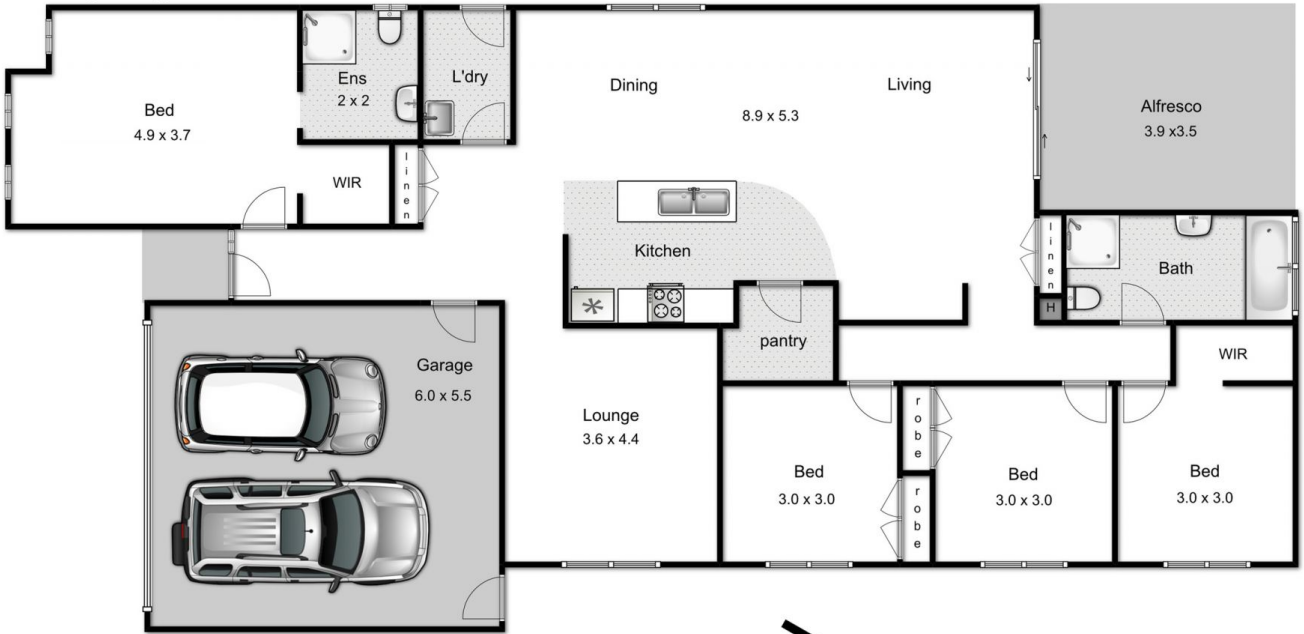 Bed
4.9 x 3.7
Ens
2 x 2
L'dry
WIR
linen
Dining
Living
8.9 x 5.3
Alfresco
3.9 x3.5
Kitchen
pantry
linen
H
Bath
WIR
Garage
6.0 x 5.5
Lounge
3.6 x 4.4
Bed
3.0 x 3.0
robe
robe
Bed
3.0 x 3.0
Bed
3.0 x 3.0